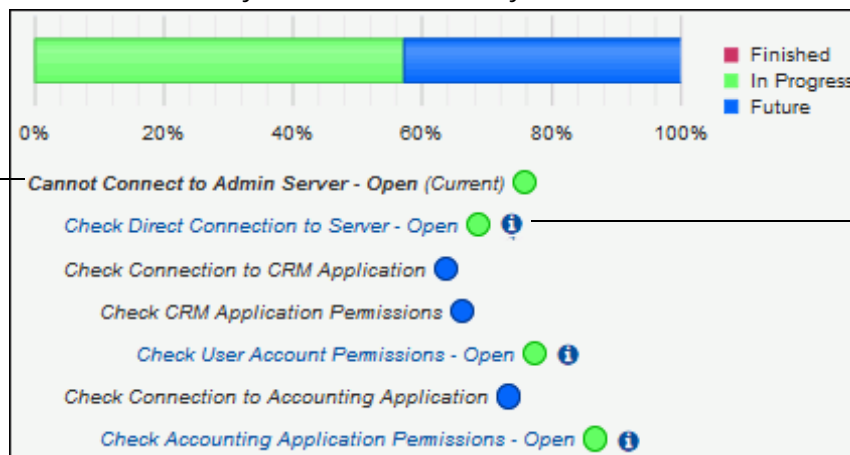 Finished
In Progress
Future
0% 20% 40% 60% 80% 100%
Cannot Connect to Admin Server - Open (Current)
Check Direct Connection to Server - Open
Check Connection to CRM Application
Check CRM Application Permissions
Check User Account Permissions - Open
Check Connection to Accounting Application
Check Accounting Application Permissions - Open